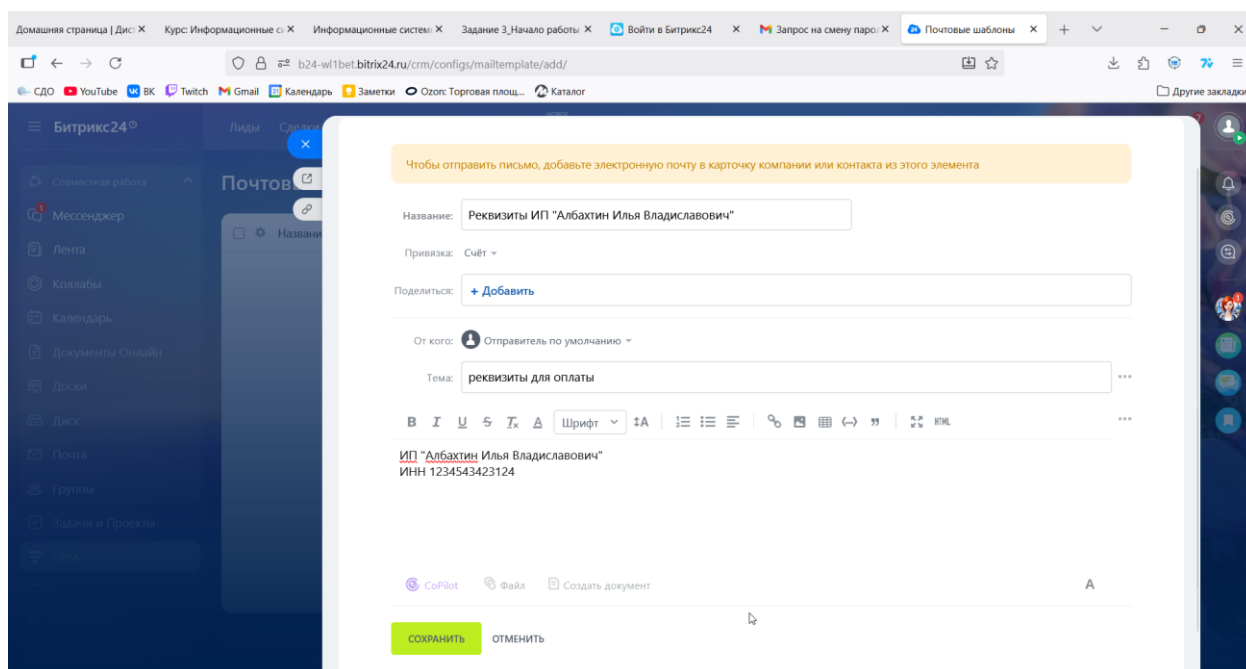 Домашняя страница | Дис
Курс: Информационные с
Информационные систем
Задание 3_Начало работы
Войти в Битрикс24
Запрос на смену парол
Почтовые шаблоны
b24-wl1bet.bitrix24.ru/crm/configs/mailtemplate/add/
СДО YouTube ВК Twitch Gmail Календарь Заметки Ozon: Торговая площ... Каталог
Другие закладки
Битрикс24
Лиды
Совместная работа
Мессенджер
Лента
Коллабы
Календарь
Документы Онлайн
Доски
Диск
Почта
Группы
Задачи и Проекты
CRM
Почтов
Названи
Чтобы отправить письмо, добавьте электронную почту в карточку компании или контакта из этого элемента
Название: Реквизиты ИП "Албахтин Илья Владиславович"
Привязка: Счёт
Поделиться: + Добавить
От кого: Отправитель по умолчанию
Тема: реквизиты для оплаты
B I U S Tx A Шрифт A HTML
ИП "Албахтин Илья Владиславович"
ИНН 1234543423124
CoPilot Файл Создать документ A
СОХРАНИТЬ ОТМЕНИТЬ